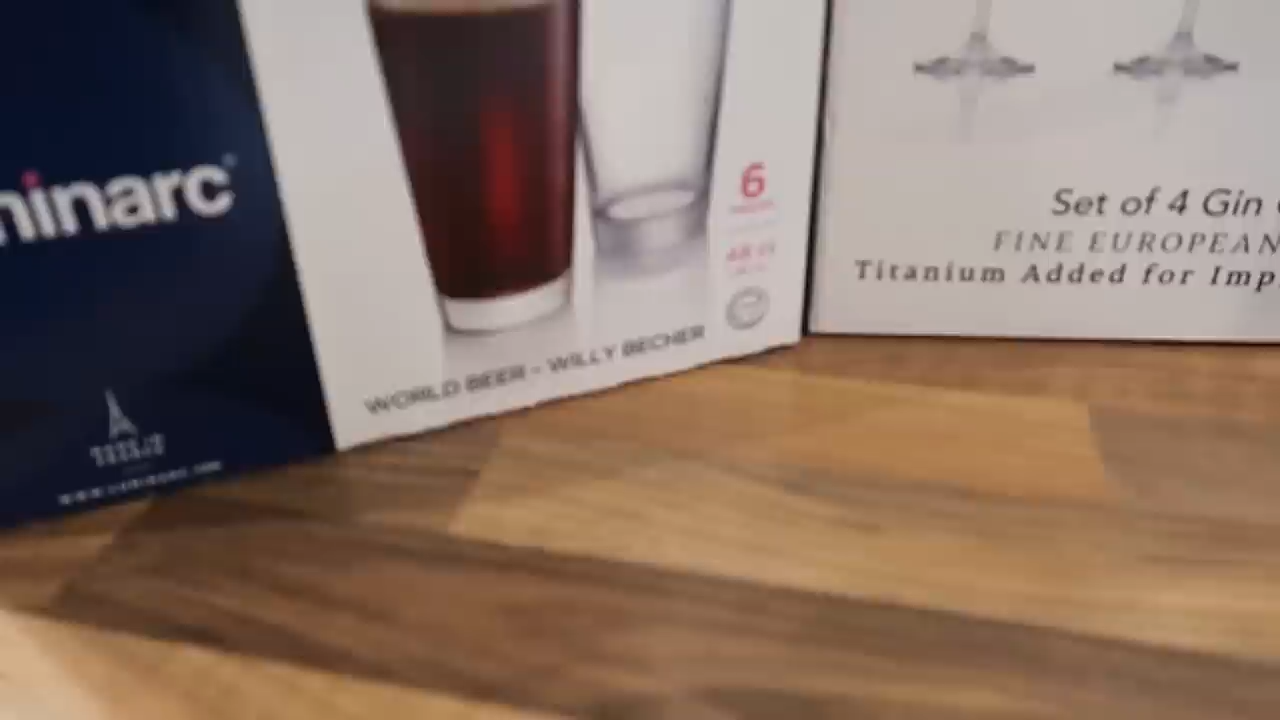 minarc
WORLD BEER - WILLY BECHER
6
Set of 4 Gin
FINE EUROPEAN
Titanium Added for Imp